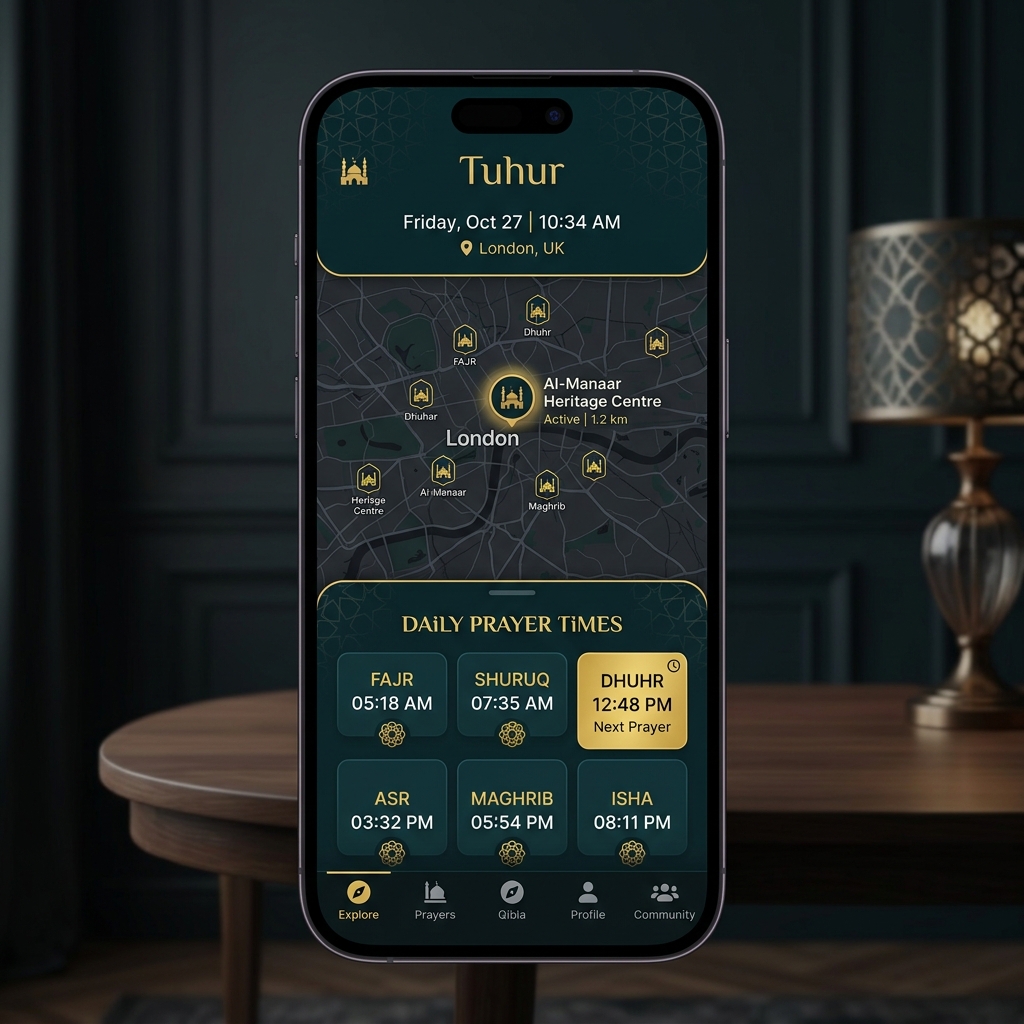 Tuhur
Friday, Oct 27 | 10:34 AM
London, UK
Dhuhr
FAJR
Al-Manaar
Heritage Centre
Active | 1.2 km
Dhuhar
London
Al Manaar
Herisge
Centre
Maghrib
DAiLY PRAYER TiMES
FAJR
05:18 AM
SHURUQ
07:35 AM
DHUHR
12:48 PM
Next Prayer
ASR
03:32 PM
MAGHRIB
05:54 PM
ISHA
08:11 PM
Explore
Prayers
Qibla
Profile
Community